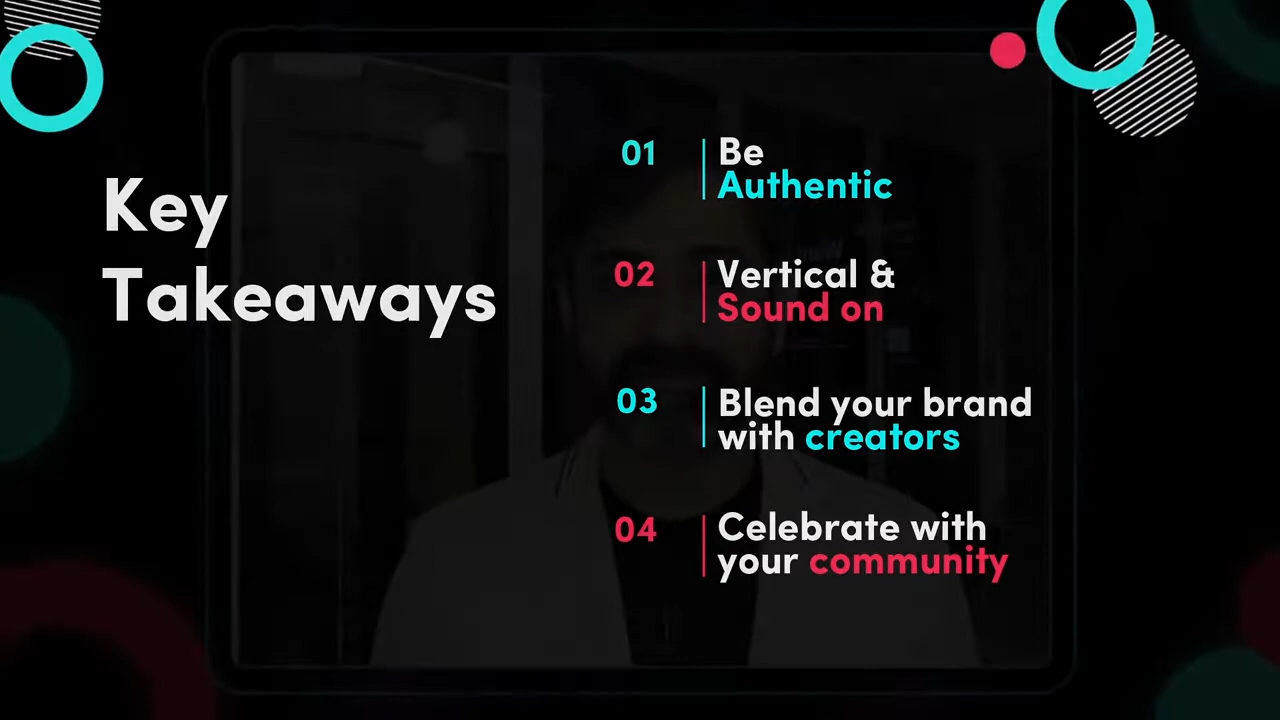 Key
Takeaways
01
Be
Authentic
02
Vertical &
Sound on
03
Blend your brand
with creators
04
Celebrate with
your community